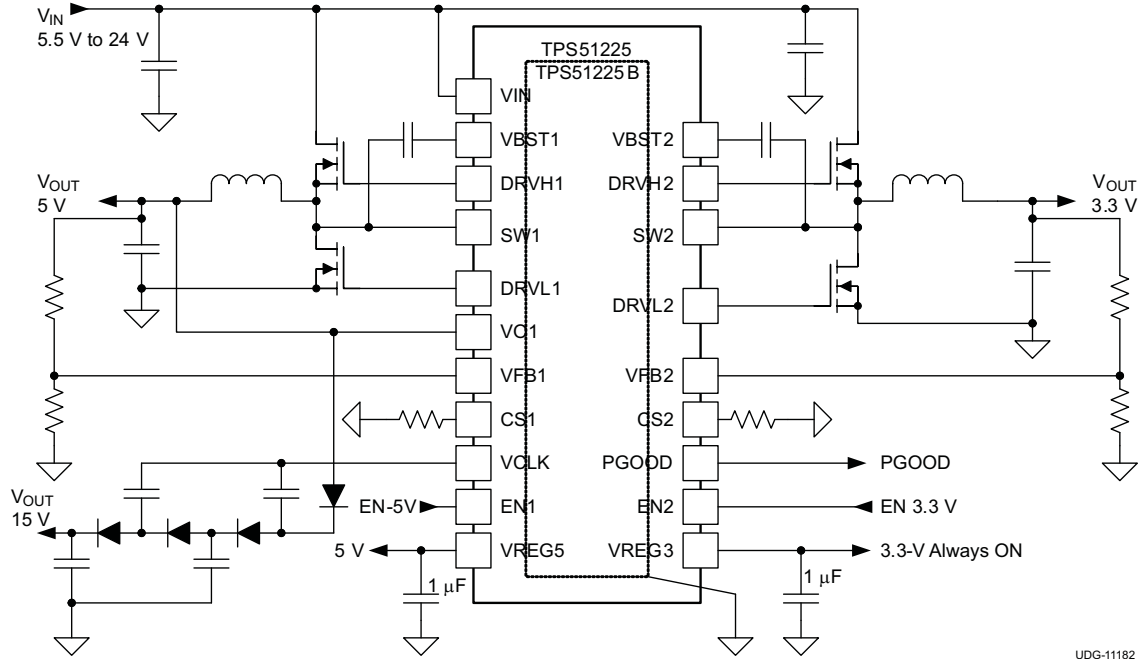 VIN
5.5 V to 24 V
TPS51225
TPS51225 B
VIN
VBST1
VBST2
DRVH1
DRVH2
VOUT
5 V
VOUT
3.3 V
SW1
SW2
DRVL1
DRVL2
VO1
VFB1
VFB2
CS1
CS2
VCLK
PGOOD
PGOOD
VOUT
15 V
EN-5V
EN1
EN2
EN 3.3 V
5 V
VREG5
VREG3
3.3-V Always ON
1 μF
1 μF
UDG-11182